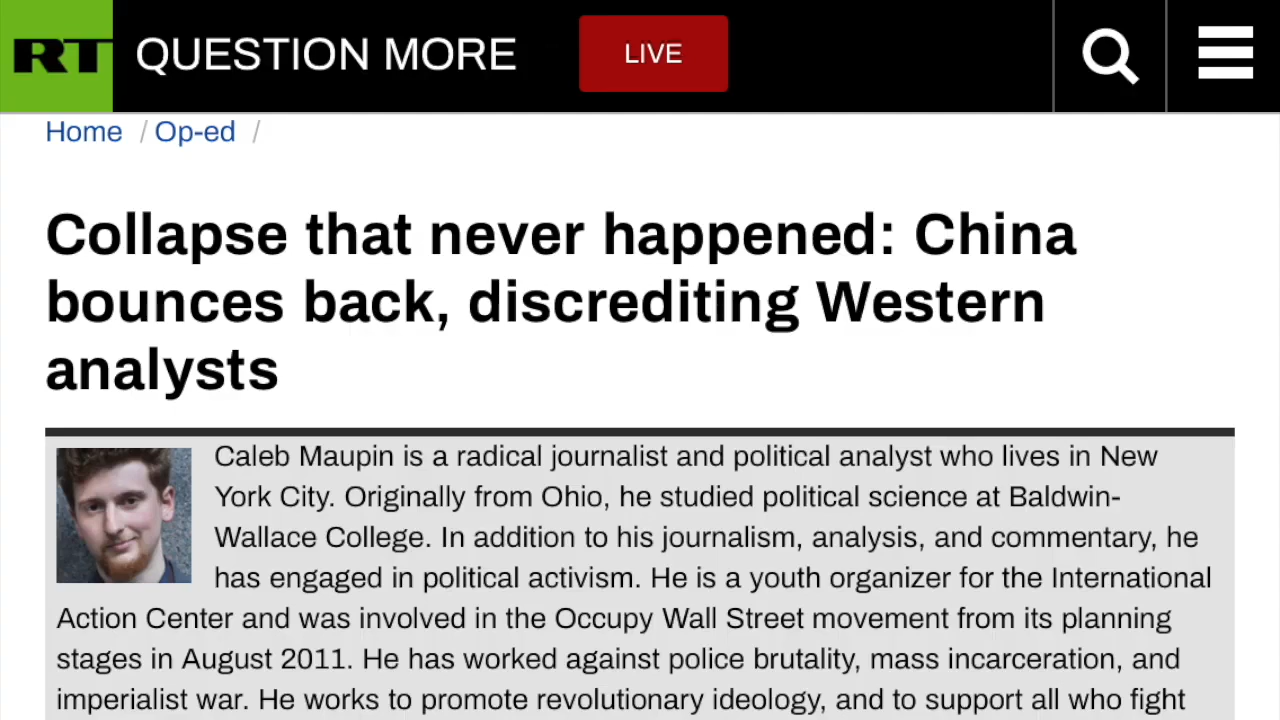 RT QUESTION MORE LIVE
Home / Op-ed /
Collapse that never happened: China
bounces back, discrediting Western
analysts
Caleb Maupin is a radical journalist and political analyst who lives in New
York City. Originally from Ohio, he studied political science at Baldwin-
Wallace College. In addition to his journalism, analysis, and commentary, he
has engaged in political activism. He is a youth organizer for the International
Action Center and was involved in the Occupy Wall Street movement from its planning
stages in August 2011. He has worked against police brutality, mass incarceration, and
imperialist war. He works to promote revolutionary ideology, and to support all who fight